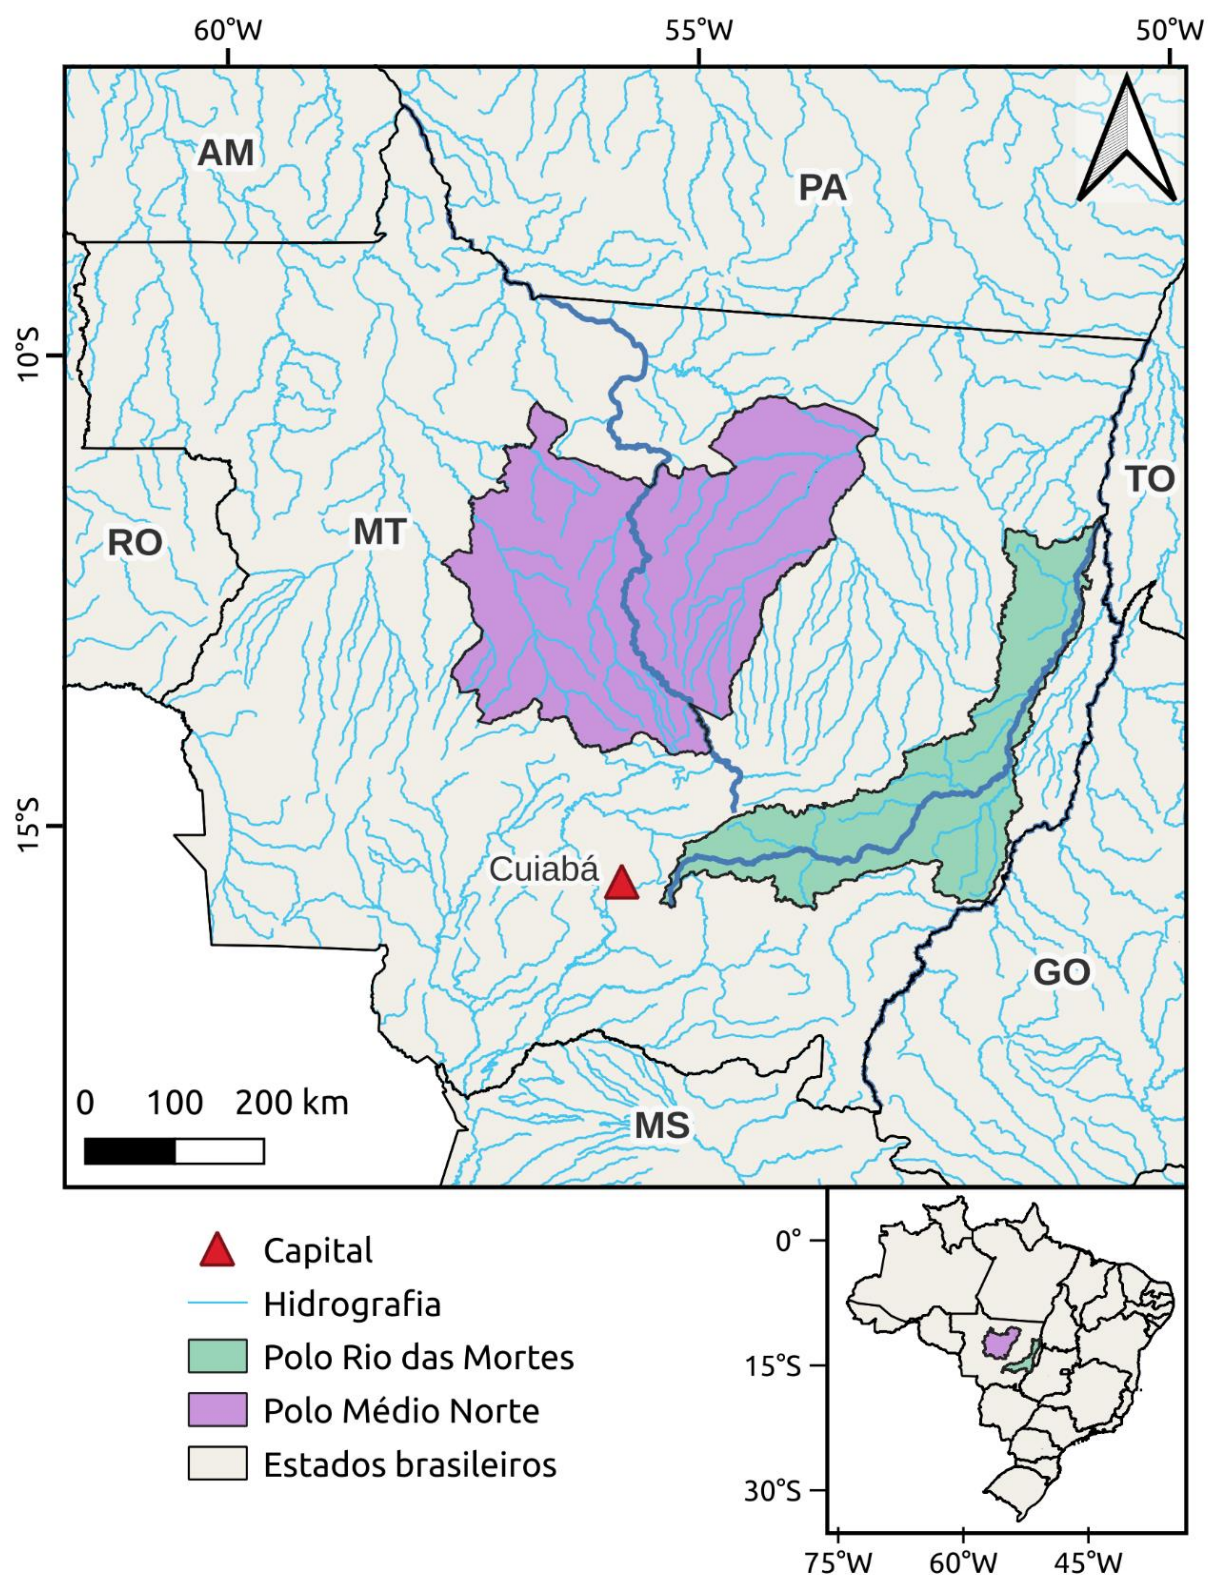 60°W 55°W 50°W
AM
PA
10°S
TO
MT
RO
15°S
Cuiabá
GO
0 100 200 km
MS
Capital
Hidrografia
Polo Rio das Mortes
Polo Médio Norte
Estados brasileiros
0°
15°S
30°S
75°W 60°W 45°W